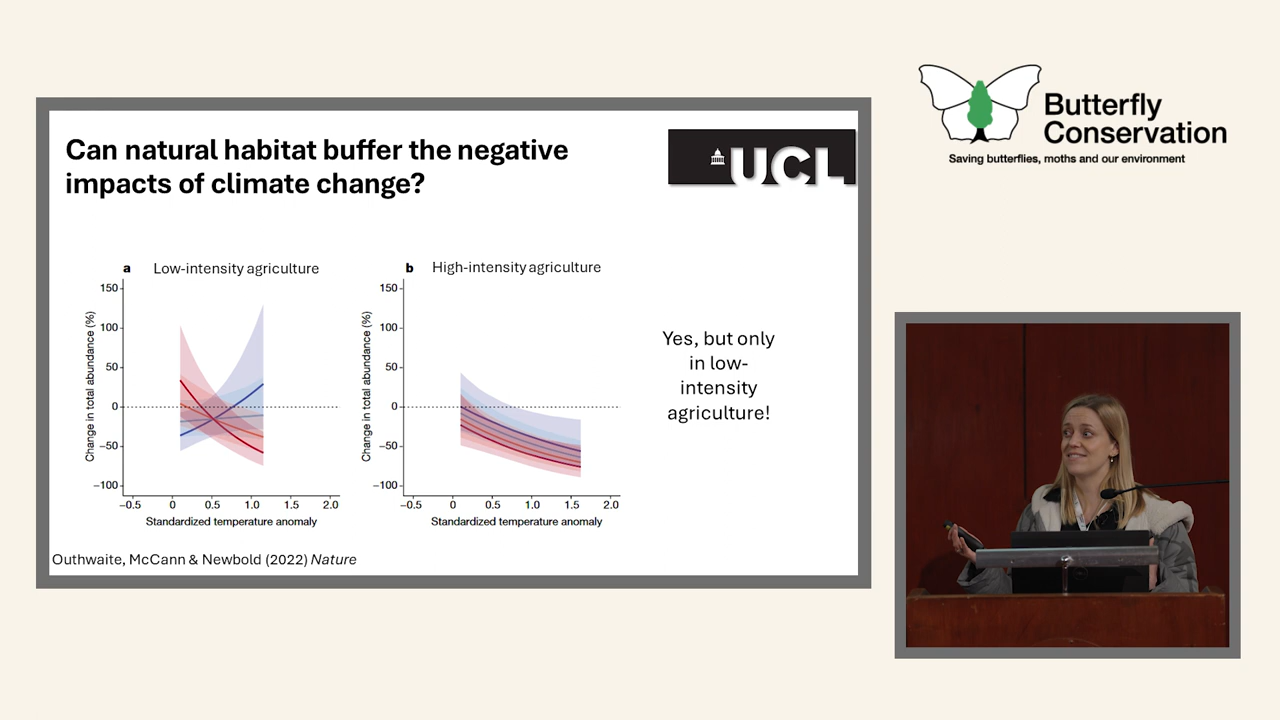 Can natural habitat buffer the negative
impacts of climate change?
UCL
Butterfly
Conservation
Saving butterflies, moths and our environment
a Low-intensity agriculture
b High-intensity agriculture
Change in total abundance (%)
150
100
50
0
−50
−100
−0.5 0 0.5 1.0 1.5 2.0
Standardized temperature anomaly
Change in total abundance (%)
150
100
50
0
−50
−100
−0.5 0 0.5 1.0 1.5 2.0
Standardized temperature anomaly
Yes, but only
in low-
intensity
agriculture!
Outhwaite, McCann & Newbold (2022) Nature